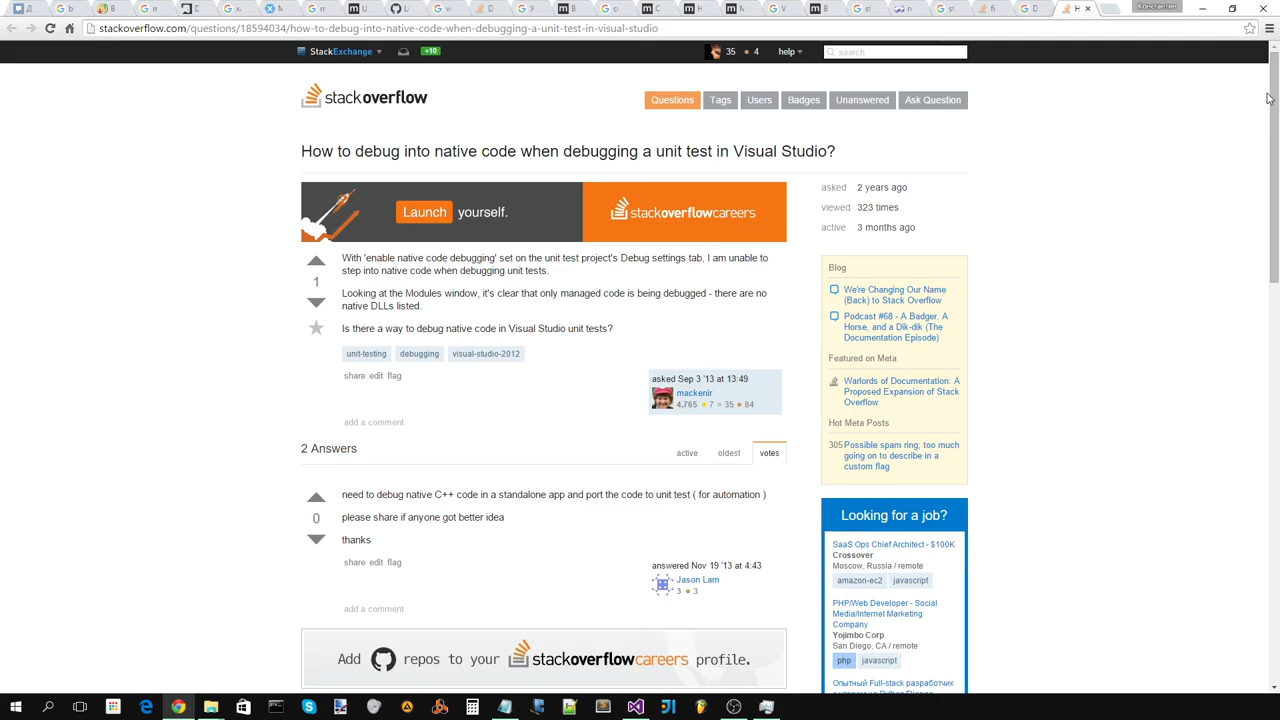 Константин
stackoverflow.com/questions/18594034/how-to-debug-into-native-code-when-debugging-a-unit-test-in-visual-studio
StackExchange
+10
35
4
help
search
stackoverflow
Questions
Tags
Users
Badges
Unanswered
Ask Question
How to debug into native code when debugging a unit test in Visual Studio?
Launch yourself.
stackoverflowcareers
asked 2 years ago
viewed 323 times
active 3 months ago
1
With 'enable native code debugging' set on the unit test project's Debug settings tab, I am unable to
step into native code when debugging unit tests.
Looking at the Modules window, it's clear that only managed code is being debugged - there are no
native DLLs listed.
Is there a way to debug native code in Visual Studio unit tests?
unit-testing
debugging
visual-studio-2012
share edit flag
asked Sep 3 '13 at 13:49
mackenir
4,765 7 35 84
add a comment
2 Answers
active
oldest
votes
0
need to debug native C++ code in a standalone app and port the code to unit test ( for automation )
please share if anyone got better idea
thanks
share edit flag
answered Nov 19 '13 at 4:43
Jason Lam
3 3
add a comment
Add repos to your stackoverflowcareers profile.
Blog
We're Changing Our Name
(Back) to Stack Overflow
Podcast #68 - A Badger, A
Horse, and a Dik-dik (The
Documentation Episode)
Featured on Meta
Warlords of Documentation: A
Proposed Expansion of Stack
Overflow
Hot Meta Posts
305 Possible spam ring; too much
going on to describe in a
custom flag
Looking for a job?
SaaS Ops Chief Architect - $100K
Crossover
Moscow, Russia / remote
amazon-ec2
javascript
PHP/Web Developer - Social
Media/Internet Marketing
Company
Yojimbo Corp
San Diego, CA / remote
php
javascript
Опытный Full-stack разработчик